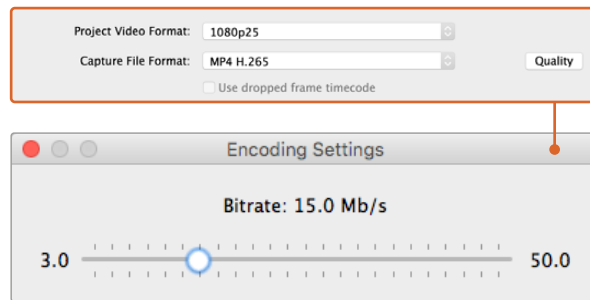 Project Video Format: 1080p25
Capture File Format: MP4 H.265 Quality
Use dropped frame timecode
Encoding Settings
Bitrate: 15.0 Mb/s
3.0 50.0